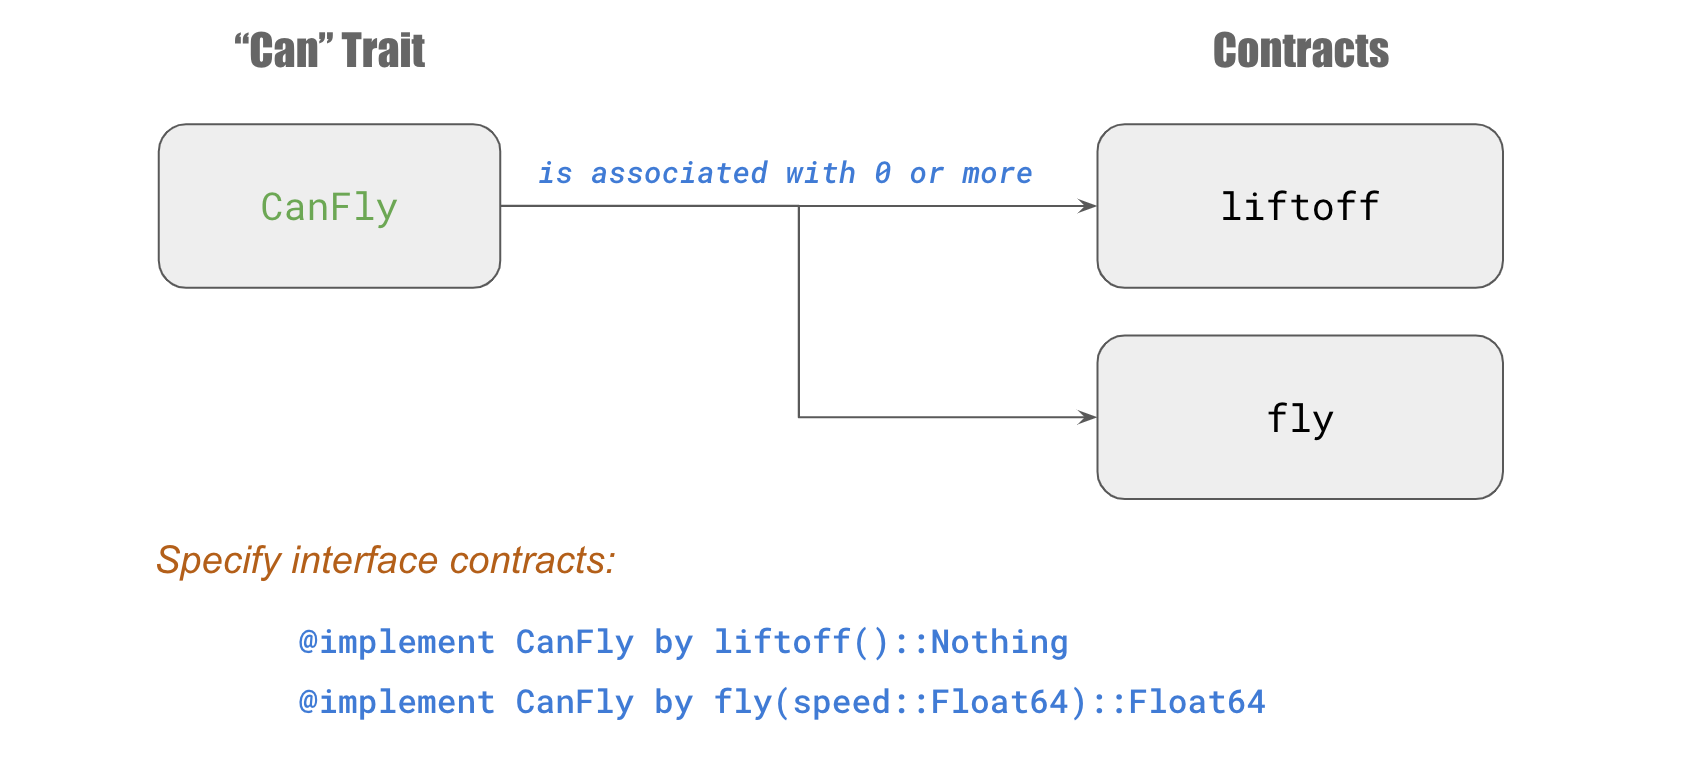 “Can” Trait
Contracts
CanFly
is associated with 0 or more
liftoff
fly
Specify interface contracts:
@implement CanFly by liftoff()::Nothing
@implement CanFly by fly(speed::Float64)::Float64